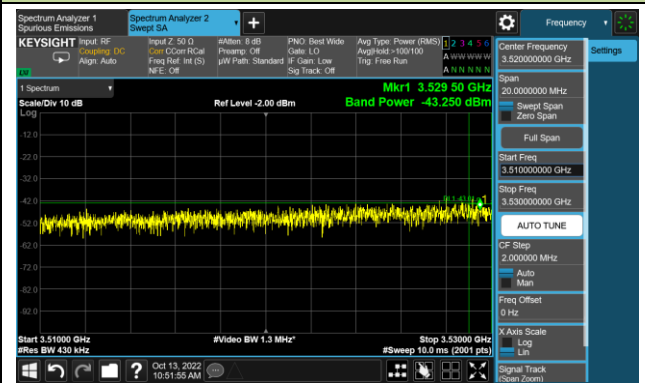 Spectrum Analyzer 1
Spurious Emissions
Spectrum Analyzer 2
Swept SA
Frequency
KEYSIGHT
Input: RF
Coupling: DC
Align: Auto
Input Z: 50 Ω
Corr CCorr RCal
Freq Ref: Int (S)
NFE: Off
#Atten: 8 dB
Preamp: Off
µW Path: Standard
PNO: Best Wide
Gate: LO
IF Gain: Low
Sig Track: Off
Avg Type: Power (RMS)
Avg|Hold:>100/100
Trig: Free Run
1 2 3 4 5 6
A W W W W W
A N N N N N
1 Spectrum
Mkr1 3.529 50 GHz
Scale/Div 10 dB
Ref Level -2.00 dBm
Band Power -43.250 dBm
Log
-12.0
-22.0
-32.0
-42.0
-52.0
-62.0
-72.0
-82.0
-92.0
1
Start 3.51000 GHz
#Video BW 1.3 MHz*
Stop 3.53000 GHz
#Res BW 430 kHz
#Sweep 10.0 ms (2001 pts)
Center Frequency
3.520000000 GHz
Settings
Span
20.0000000 MHz
Swept Span
Zero Span
Full Span
Start Freq
3.510000000 GHz
Stop Freq
3.530000000 GHz
AUTO TUNE
CF Step
2.000000 MHz
Auto
Man
Freq Offset
0 Hz
X Axis Scale
Log
Lin
Signal Track
(Span Zoom)
?
Oct 13, 2022
10:51:55 AM